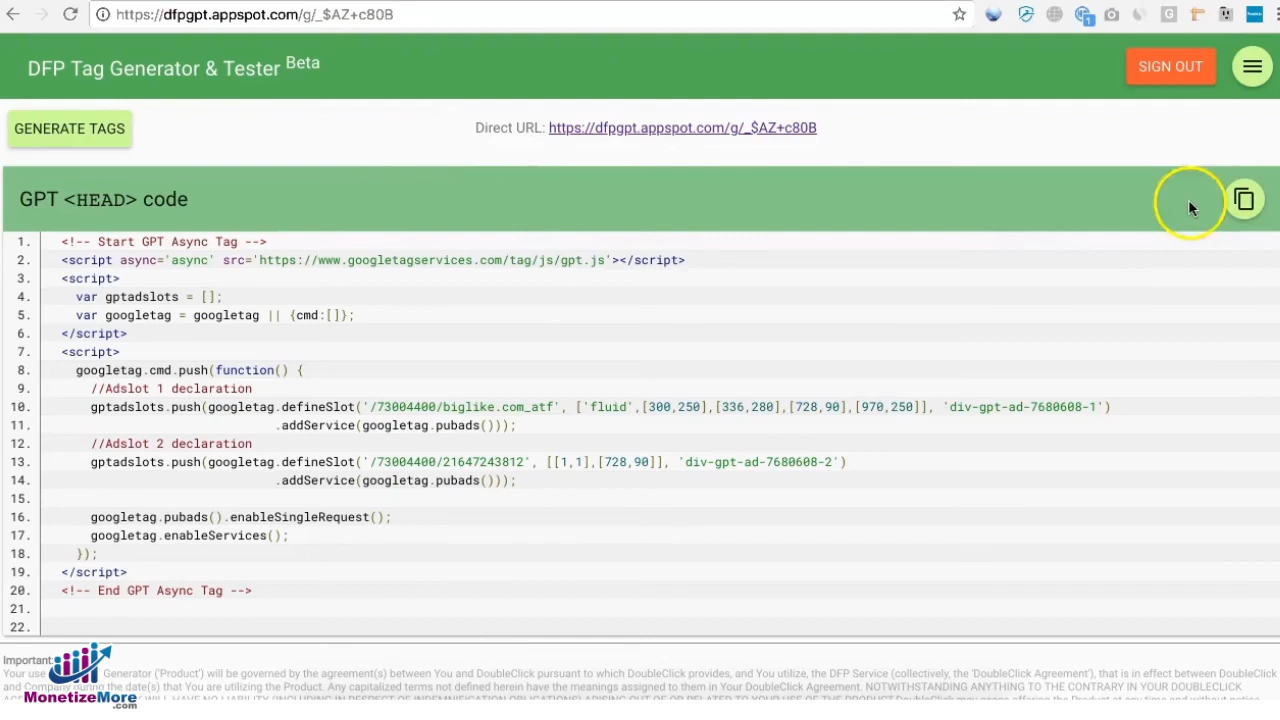 https://dfpgpt.appspot.com/g/_$AZ+c80B
1
G
DFP Tag Generator & Tester Beta
SIGN OUT
GENERATE TAGS
Direct URL: https://dfpgpt.appspot.com/g/_$AZ+c80B
GPT <HEAD> code
1. <!-- Start GPT Async Tag -->
2. <script async='async' src='https://www.googletagservices.com/tag/js/gpt.js'></script>
3. <script>
4. var gptadslots = [];
5. var googletag = googletag || {cmd:[]};
6. </script>
7. <script>
8. googletag.cmd.push(function() {
9. //Adslot 1 declaration
10. gptadslots.push(googletag.defineSlot('/73004400/biglike.com_atf', ['fluid',[300,250],[336,280],[728,90],[970,250]], 'div-gpt-ad-7680608-1')
11. .addService(googletag.pubads()));
12. //Adslot 2 declaration
13. gptadslots.push(googletag.defineSlot('/73004400/21647243812', [[1,1],[728,90]], 'div-gpt-ad-7680608-2')
14. .addService(googletag.pubads()));
15.
16. googletag.pubads().enableSingleRequest();
17. googletag.enableServices();
18. });
19. </script>
20. <!-- End GPT Async Tag -->
21.
22.
Important:
Your use Generator ('Product') will be governed by the agreement(s) between You and DoubleClick pursuant to which DoubleClick provides, and You utilize, the DFP Service (collectively, the 'DoubleClick Agreement'), that is in effect between DoubleClick
and Company during the date(s) that You are utilizing the Product. Any capitalized terms not defined herein have the meanings assigned to them in Your DoubleClick Agreement. NOTWITHSTANDING ANYTHING TO THE CONTRARY IN YOUR DOUBLECLICK
MonetizeMore
.com